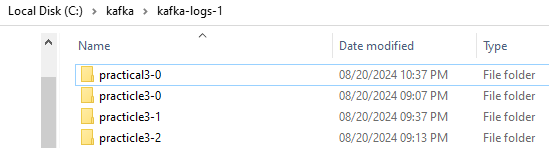 Local Disk (C:) > kafka > kafka-logs-1
Name Date modified Type
practical3-0 08/20/2024 10:37 PM File folder
practicle3-0 08/20/2024 09:07 PM File folder
practicle3-1 08/20/2024 09:37 PM File folder
practicle3-2 08/20/2024 09:13 PM File folder